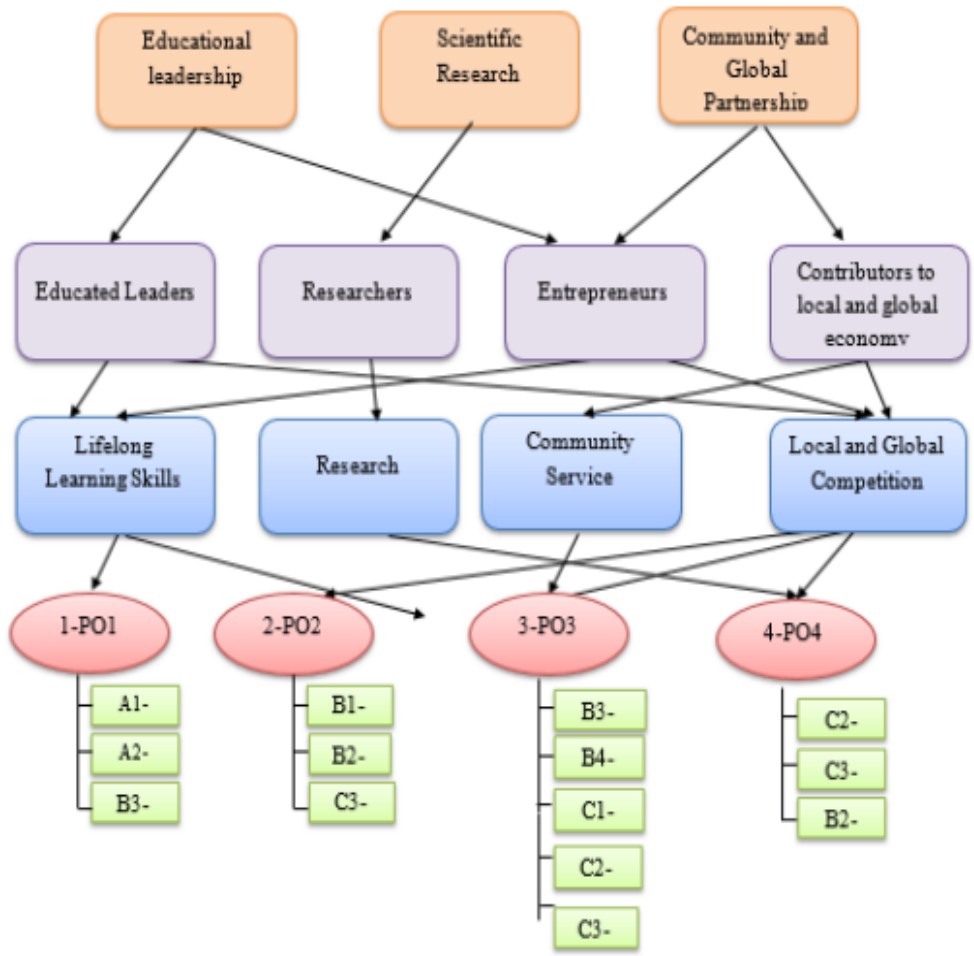 Educational
leadership
Scientific
Research
Community and
Global
Partnership
Educated Leaders
Researchers
Entrepreneurs
Contributors to
local and global
economy
Lifelong
Learning Skills
Research
Community
Service
Local and Global
Competition
1-PO1
2-PO2
3-PO3
4-PO4
A1-
A2-
B3-
B1-
B2-
C3-
B3-
B4-
C1-
C2-
C3-
C2-
C3-
B2-